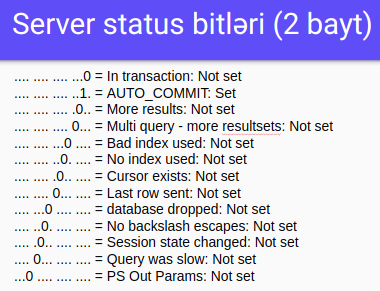 Server status bitləri (2 bayt)
.... .... .... ...0 = In transaction: Not set
.... .... .... ..1. = AUTO_COMMIT: Set
.... .... .... .0.. = More results: Not set
.... .... .... 0... = Multi query - more resultsets: Not set
.... .... ...0 .... = Bad index used: Not set
.... .... ..0. .... = No index used: Not set
.... .... .0.. .... = Cursor exists: Not set
.... .... 0... .... = Last row sent: Not set
.... ...0 .... .... = database dropped: Not set
.... ..0. .... .... = No backslash escapes: Not set
.... .0.. .... .... = Session state changed: Not set
.... 0... .... .... = Query was slow: Not set
...0 .... .... .... = PS Out Params: Not set